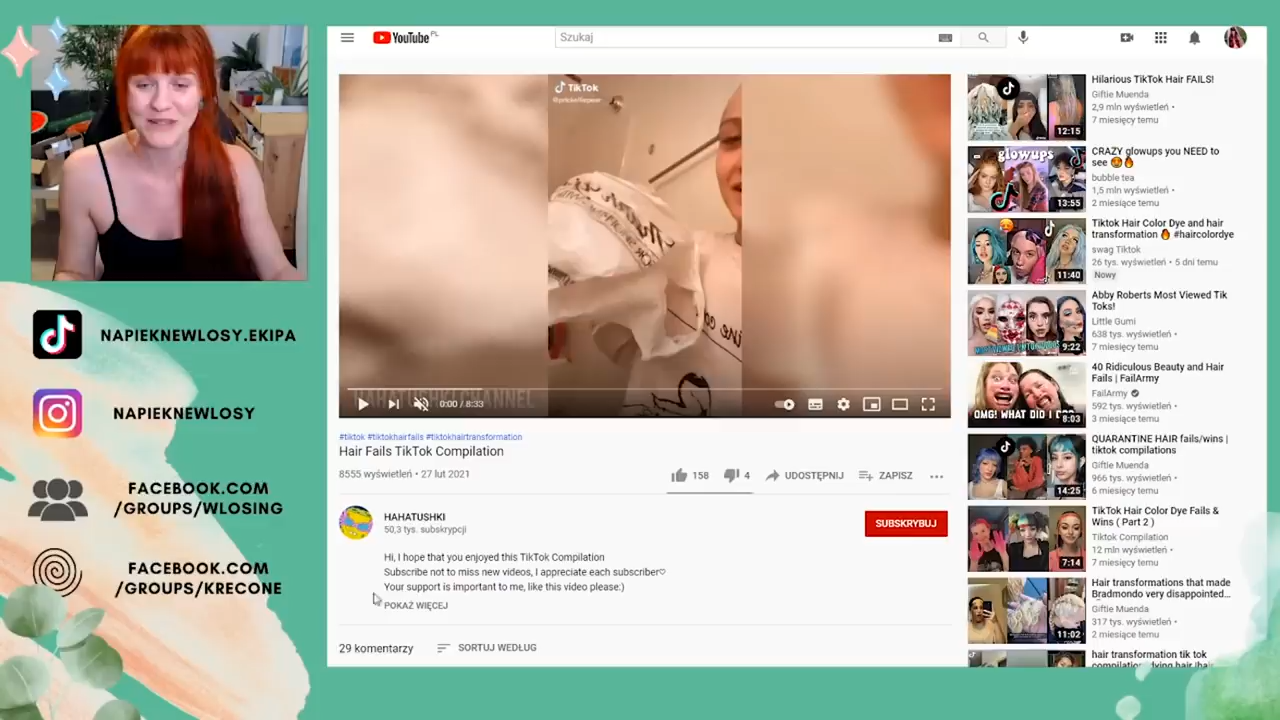 NAPIEKNEWLOSY.EKIPA
NAPIEKNEWLOSY
FACEBOOK.COM
/GROUPS/WLOSING
FACEBOOK.COM
/GROUPS/KRECONE
YouTube PL
Szukaj
TikTok
0:00 / 8:33
#tiktok #tiktokhairfails #tiktokhairtransformation
Hair Fails TikTok Compilation
8555 wyświetleń • 27 lut 2021
158
4
UDOSTĘPNIJ
ZAPISZ
HAHATUSHKI
50,3 tys. subskrypcji
SUBSKRYBUJ
Hi, I hope that you enjoyed this TikTok Compilation
Subscribe not to miss new videos, I appreciate each subscriber♡
Your support is important to me, like this video please:)
POKAŻ WIĘCEJ
29 komentarzy
SORTUJ WEDŁUG
12:15
Hilarious TikTok Hair FAILS!
Giftie Muenda
2,9 mln wyświetleń •
7 miesięcy temu
glowups
13:55
CRAZY glowups you NEED to
see 🥵🔥
bubble tea
1,5 mln wyświetleń •
2 miesiące temu
11:40
Tiktok Hair Color Dye and hair
transformation 🔥 #haircolordye
swag Tiktok
26 tys. wyświetleń • 5 dni temu
Nowy
9:22
Abby Roberts Most Viewed Tik
Toks!
Little Gumi
638 tys. wyświetleń •
7 miesięcy temu
OMG! WHAT DID I
8:03
40 Ridiculous Beauty and Hair
Fails | FailArmy
FailArmy
592 tys. wyświetleń •
3 miesiące temu
14:25
QUARANTINE HAIR fails/wins |
tiktok compilations
Giftie Muenda
966 tys. wyświetleń •
6 miesięcy temu
7:14
TikTok Hair Color Dye Fails &
Wins ( Part 2 )
Tiktok Compilation
12 mln wyświetleń •
7 miesięcy temu
11:02
Hair transformations that made
Bradmondo very disappointed...
Giftie Muenda
317 tys. wyświetleń •
2 miesiące temu
hair transformation tik tok